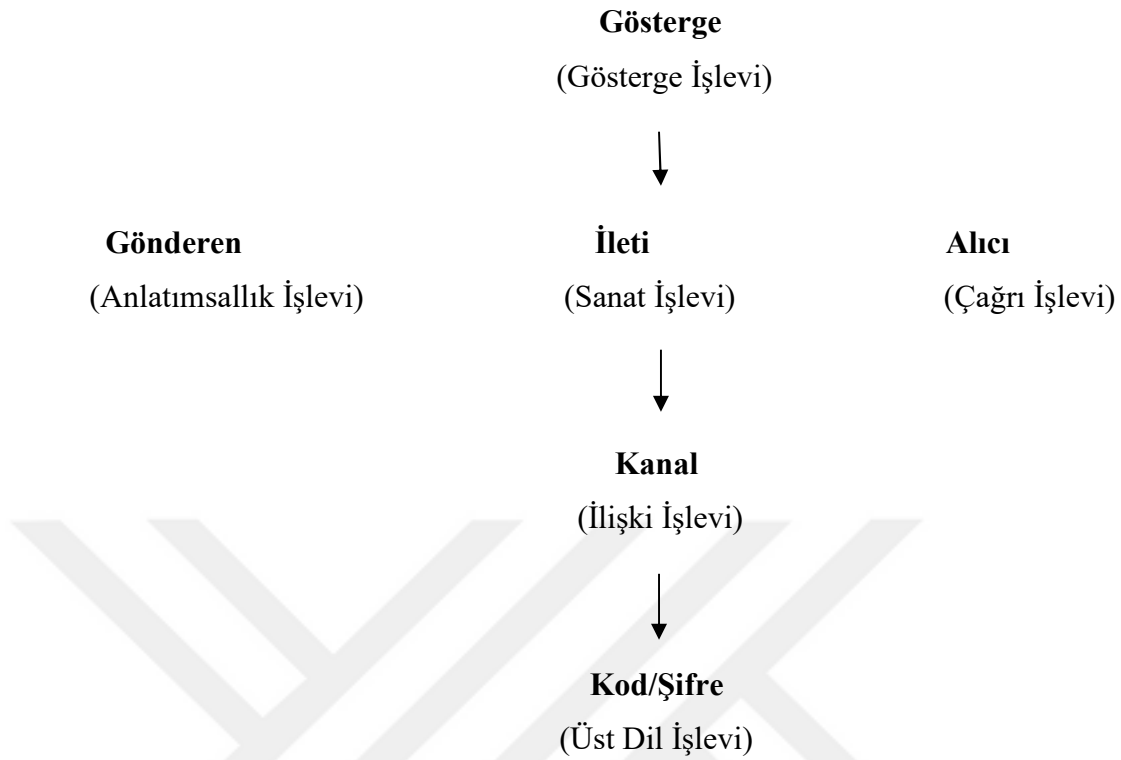 Gösterge
(Gösterge İşlevi)
Gönderen İleti Alıcı
(Anlatımsallık İşlevi) (Sanat İşlevi) (Çağrı İşlevi)
Kanal
(İlişki İşlevi)
Kod/Şifre
(Üst Dil İşlevi)